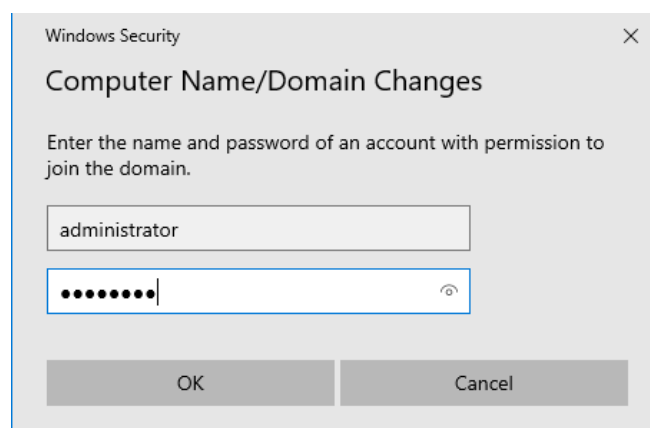 Windows Security
Computer Name/Domain Changes
Enter the name and password of an account with permission to
join the domain.
administrator
●●●●●●●●
OK
Cancel